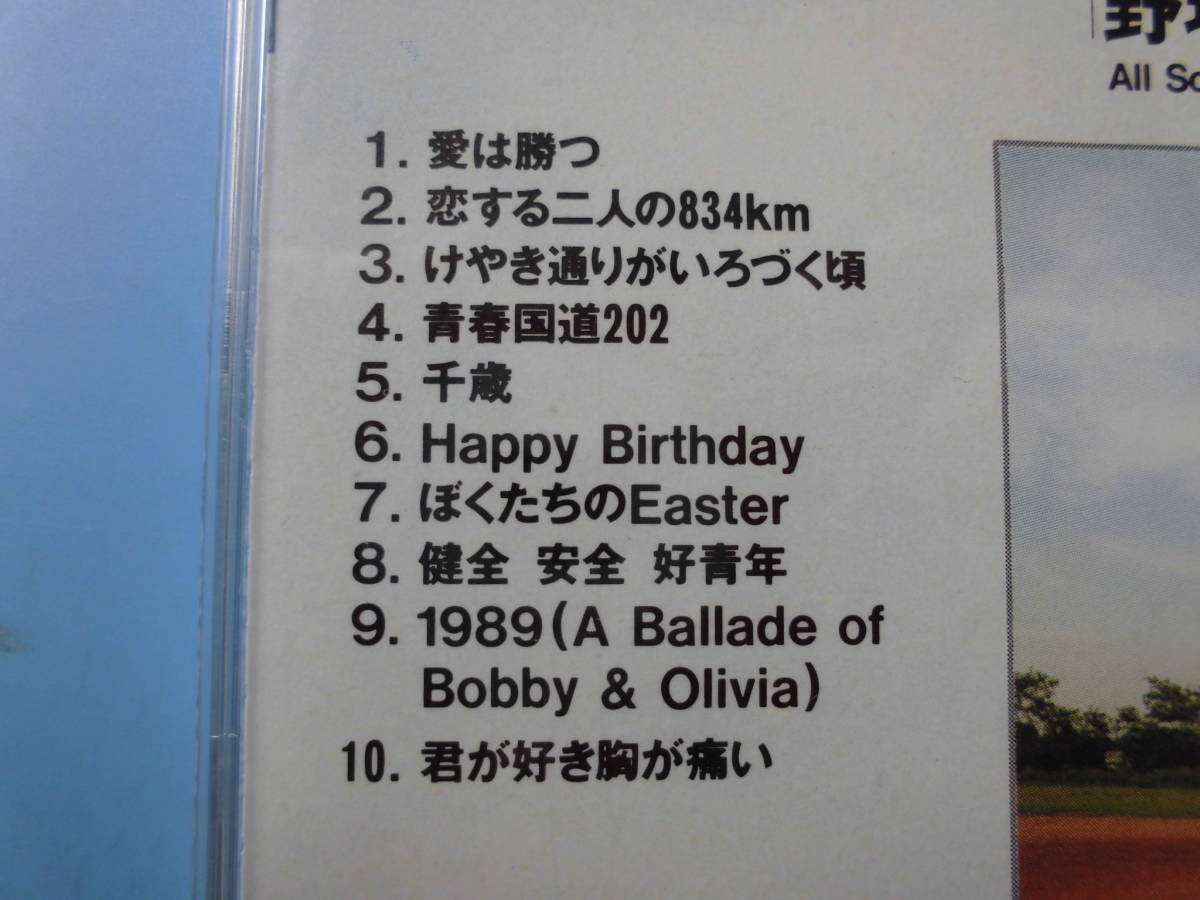 「野球
All So
1. 愛は勝つ
2. 恋する二人の834km
3. けやき通りがいろづく頃
4. 青春国道202
5. 千歳
6. Happy Birthday
7. ぼくたちのEaster
8. 健全 安全 好青年
9. 1989(A Ballade of
Bobby & Olivia)
10. 君が好き胸が痛い